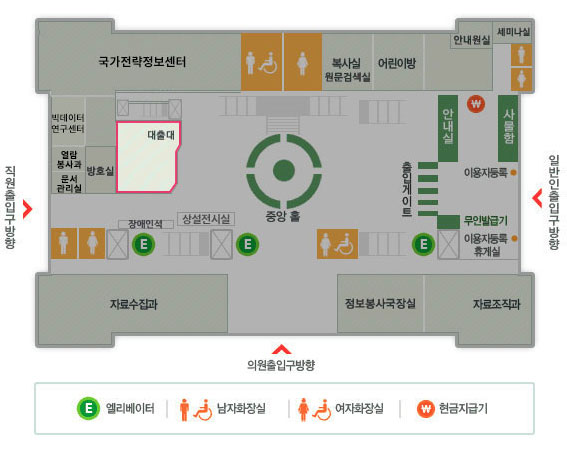 세미나실
안내원실
국가전략정보센터
복사실
원문검색실
어린이방
₩
빅데이터
연구센터
대출대
안내실
사물함
열람
봉사과
방호실
문서
관리실
출입게이트
이용자등록
직원출입구방향
일반인출입구방향
중앙 홀
상설전시실
장애인석
무인발급기
E
E
E
이용자등록
휴게실
자료수집과
정보봉사국장실
자료조직과
의원출입구방향
E 엘리베이터
남자화장실
여자화장실
₩ 현금지급기